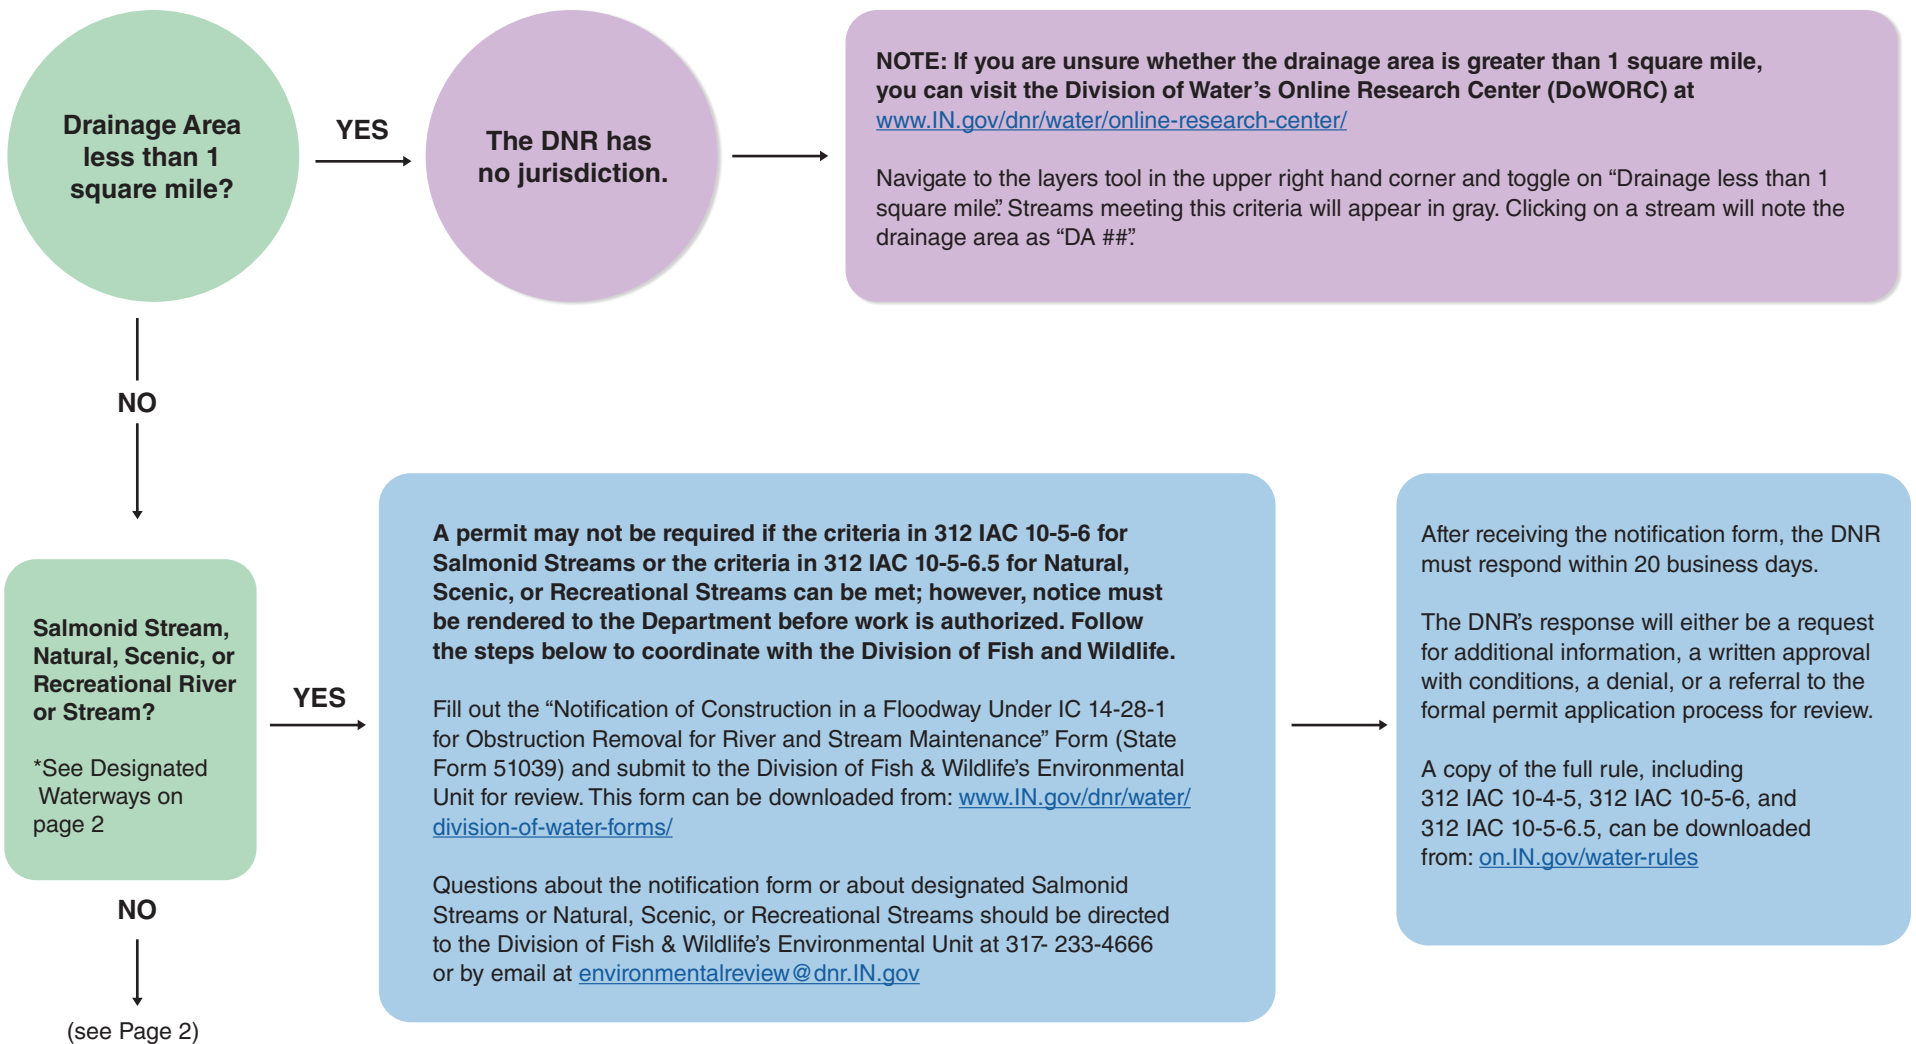 Drainage Area
less than 1
square mile?
YES
The DNR has
no jurisdiction.
NOTE: If you are unsure whether the drainage area is greater than 1 square mile,
you can visit the Division of Water’s Online Research Center (DoWORC) at
www.IN.gov/dnr/water/online-research-center/
Navigate to the layers tool in the upper right hand corner and toggle on “Drainage less than 1
square mile”. Streams meeting this criteria will appear in gray. Clicking on a stream will note the
drainage area as “DA ##”.
NO
Salmonid Stream,
Natural, Scenic, or
Recreational River
or Stream?
*See Designated
Waterways on
page 2
YES
A permit may not be required if the criteria in 312 IAC 10-5-6 for
Salmonid Streams or the criteria in 312 IAC 10-5-6.5 for Natural,
Scenic, or Recreational Streams can be met; however, notice must
be rendered to the Department before work is authorized. Follow
the steps below to coordinate with the Division of Fish and Wildlife.
Fill out the “Notification of Construction in a Floodway Under IC 14-28-1
for Obstruction Removal for River and Stream Maintenance” Form (State
Form 51039) and submit to the Division of Fish & Wildlife’s Environmental
Unit for review. This form can be downloaded from: www.IN.gov/dnr/water/
division-of-water-forms/
Questions about the notification form or about designated Salmonid
Streams or Natural, Scenic, or Recreational Streams should be directed
to the Division of Fish & Wildlife’s Environmental Unit at 317- 233-4666
or by email at environmentalreview@dnr.IN.gov
After receiving the notification form, the DNR
must respond within 20 business days.
The DNR’s response will either be a request
for additional information, a written approval
with conditions, a denial, or a referral to the
formal permit application process for review.
A copy of the full rule, including
312 IAC 10-4-5, 312 IAC 10-5-6, and
312 IAC 10-5-6.5, can be downloaded
from: on.IN.gov/water-rules
NO
(see Page 2)